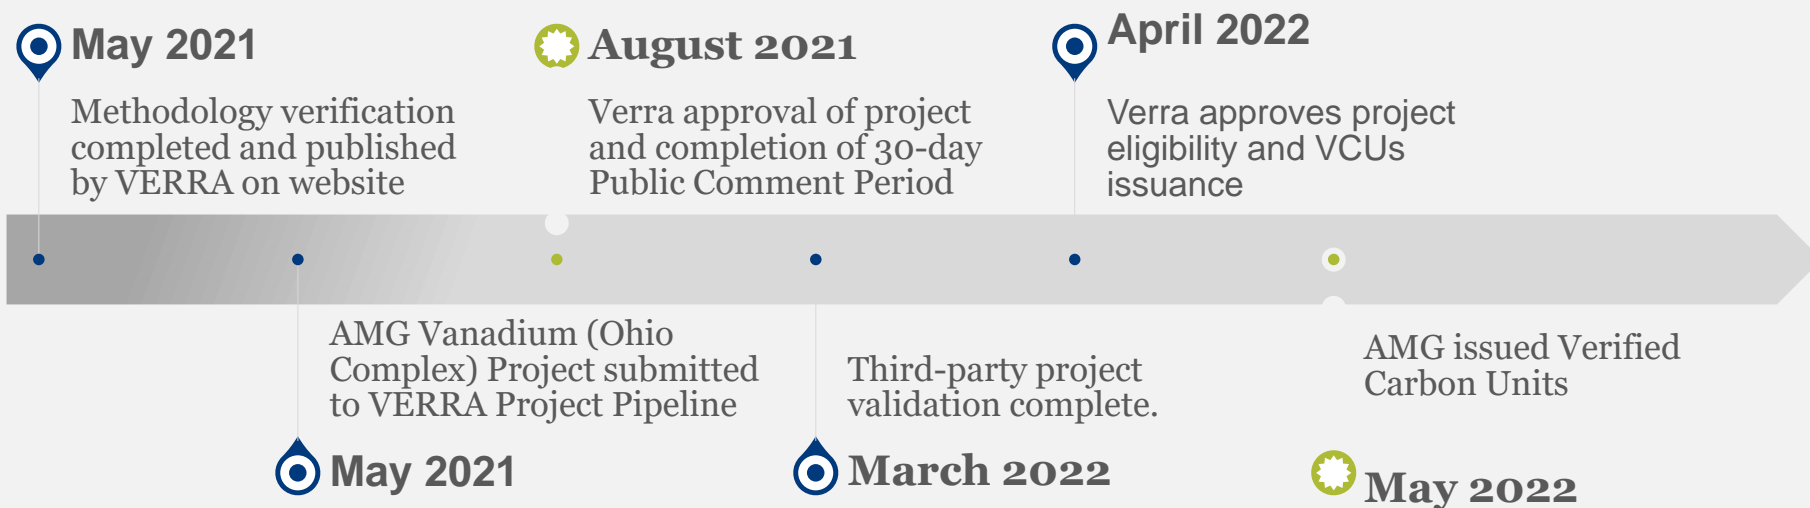 May 2021
Methodology verification
completed and published
by VERRA on website
August 2021
Verra approval of project
and completion of 30-day
Public Comment Period
April 2022
Verra approves project
eligibility and VCUs
issuance
AMG Vanadium (Ohio
Complex) Project submitted
to VERRA Project Pipeline
May 2021
Third-party project
validation complete.
March 2022
AMG issued Verified
Carbon Units
May 2022